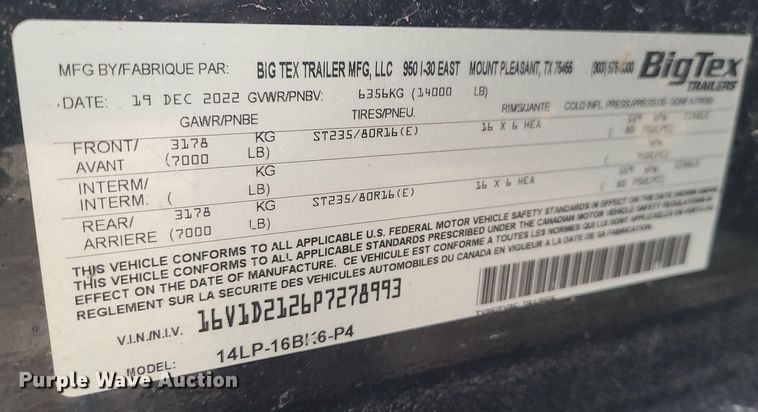 MFG BY/FABRIQUE PAR: BIG TEX TRAILER MFG, LLC 950 I-30 EAST MOUNT PLEASANT, TX 75455 (903)
BigTex
TRAILERS
DATE: 19 DEC 2022 GVWR/PNBV: 6356KG (14000 LB)
GAWR/PNBE TIRES/PNEU. RIMS/JANTE COLD INFL. PRESS/PRESS DE GONF A FROID
FRONT/ 3178 KG ST235/80R16(E) 16 X 6 HEA
AVANT (7000 LB)
INTERM/ KG
INTERM. ( LB)
REAR/ 3178 KG ST235/80R16(E) 16 X 6 HEA
ARRIERE (7000 LB)
THIS VEHICLE CONFORMS TO ALL APPLICABLE U.S. FEDERAL MOTOR VEHICLE SAFETY STANDARDS IN EFFECT ON THE DATE SHOWN ABOVE.
THIS VEHICLE CONFORMS TO ALL APPLICABLE STANDARDS PRESCRIBED UNDER THE CANADIAN MOTOR VEHICLE SAFETY REGULATIONS IN
EFFECT ON THE DATE OF MANUFACTURE. CE VEHICULE EST CONFORME A TOUTES LES NORMES QUI LUI SONT APPLICABLES EN VERTU DU
REGLEMENT SUR LA SECURITE DES VEHICULES AUTOMOBILES DU CANADA EN VIGUEUR A LA DATE DE SA FABRICATION.
V.I.N./N.I.V. 16V1D2126P7278993
MODEL: 14LP-16BK6-P4
Purple Wave Auction